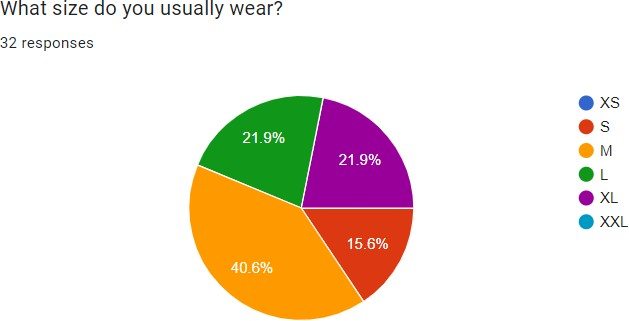 What size do you usually wear?
32 responses
21.9%
21.9%
15.6%
40.6%
XS
S
M
L
XL
XXL